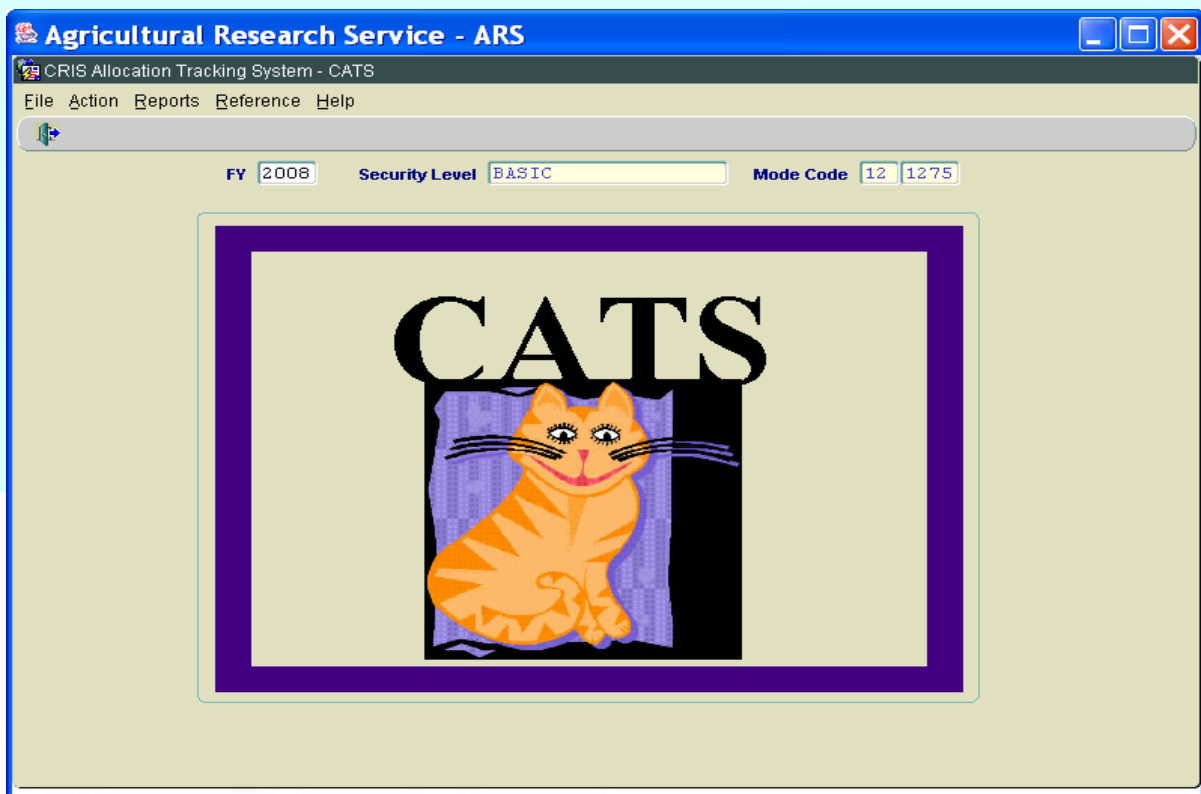 Agricultural Research Service - ARS
CRIS Allocation Tracking System - CATS
File Action Reports Reference Help
FY 2008 Security Level BASIC Mode Code 12 1275
CATS